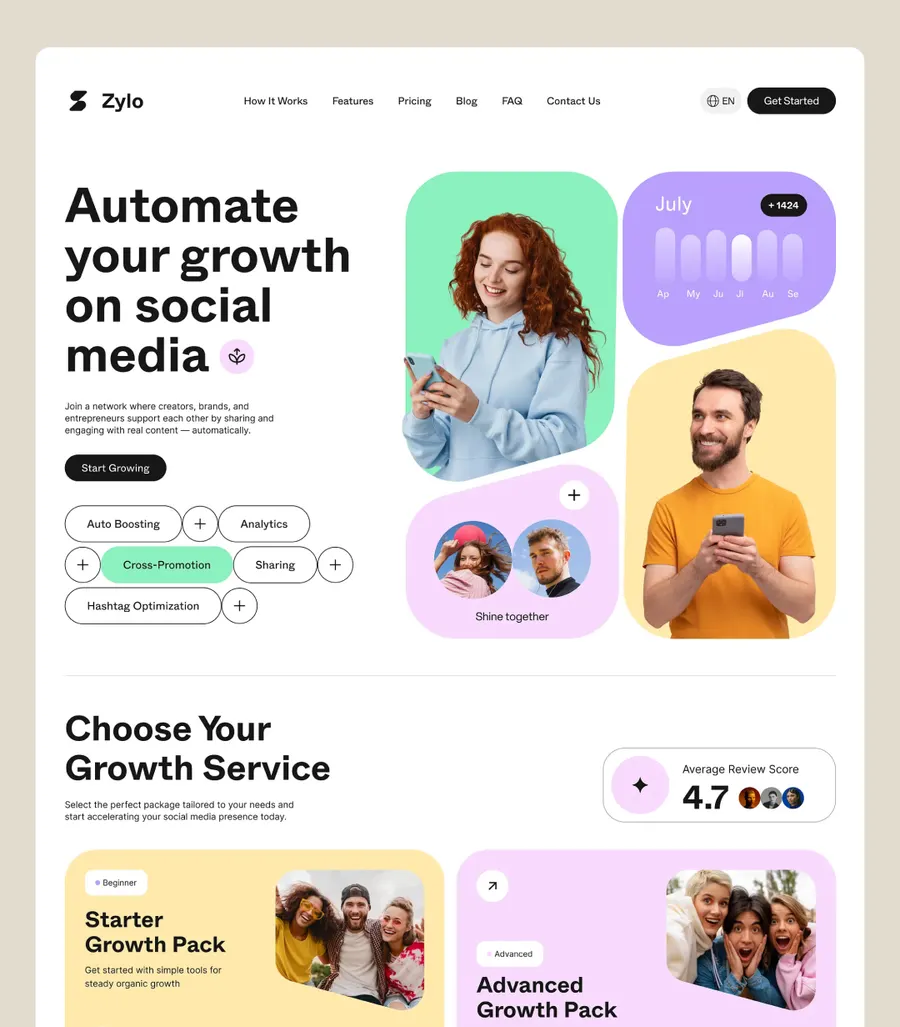 Zylo
How It Works
Features
Pricing
Blog
FAQ
Contact Us
EN
Get Started
Automate
your growth
on social
media
Join a network where creators, brands, and
entrepreneurs support each other by sharing and
engaging with real content — automatically.
Start Growing
Auto Boosting
+
Analytics
+
Cross-Promotion
Sharing
+
Hashtag Optimization
+
July
+ 1424
Ap My Ju Jl Au Se
+
Shine together
Choose Your
Growth Service
Select the perfect package tailored to your needs and
start accelerating your social media presence today.
Average Review Score
4.7
Beginner
Starter
Growth Pack
Get started with simple tools for
steady organic growth
Advanced
Advanced
Growth Pack